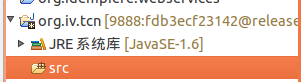 org.idempiere.webservices
org.iv.tcn [9888:fdb3ecf23142@release
JRE 系统库 [JavaSE-1.6]
src